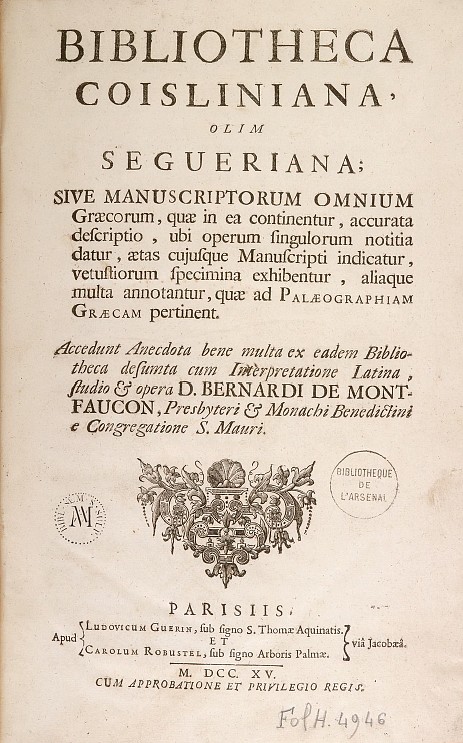 BIBLIOTHECA
COISLINIANA,
OLIM
SEGUERIANA;
SIVE MANUSCRIPTORUM OMNIUM
Græcorum, quæ in ea continentur, accurata
descriptio, ubi operum singulorum notitia
datur, ætas cujusque Manuscripti indicatur,
vetustiorum specimina exhibentur, aliaque
multa annotantur, quæ ad PALÆOGRAPHIAM
GRÆCAM pertinent.
Accedunt Anecdota bene multa ex eadem Biblio-
theca desumta cum Interpretatione Latina,
studio & opera D. BERNARDI DE MONT-
FAUCON, Presbyteri & Monachi Benedictini
e Congregatione S. Mauri.
BIBLIOTHEQUE
DE
L'ARSENAL
PARISIIS,
Apud { LUDOVICUM GUERIN, sub signo S. Thomæ Aquinatis.
ET
CAROLUM ROBUSTEL, sub signo Arboris Palmæ. } viâ Jacobæâ.
M. DCC. XV.
CUM APPROBATIONE ET PRIVILEGIO REGIS.
Fol H. 4946